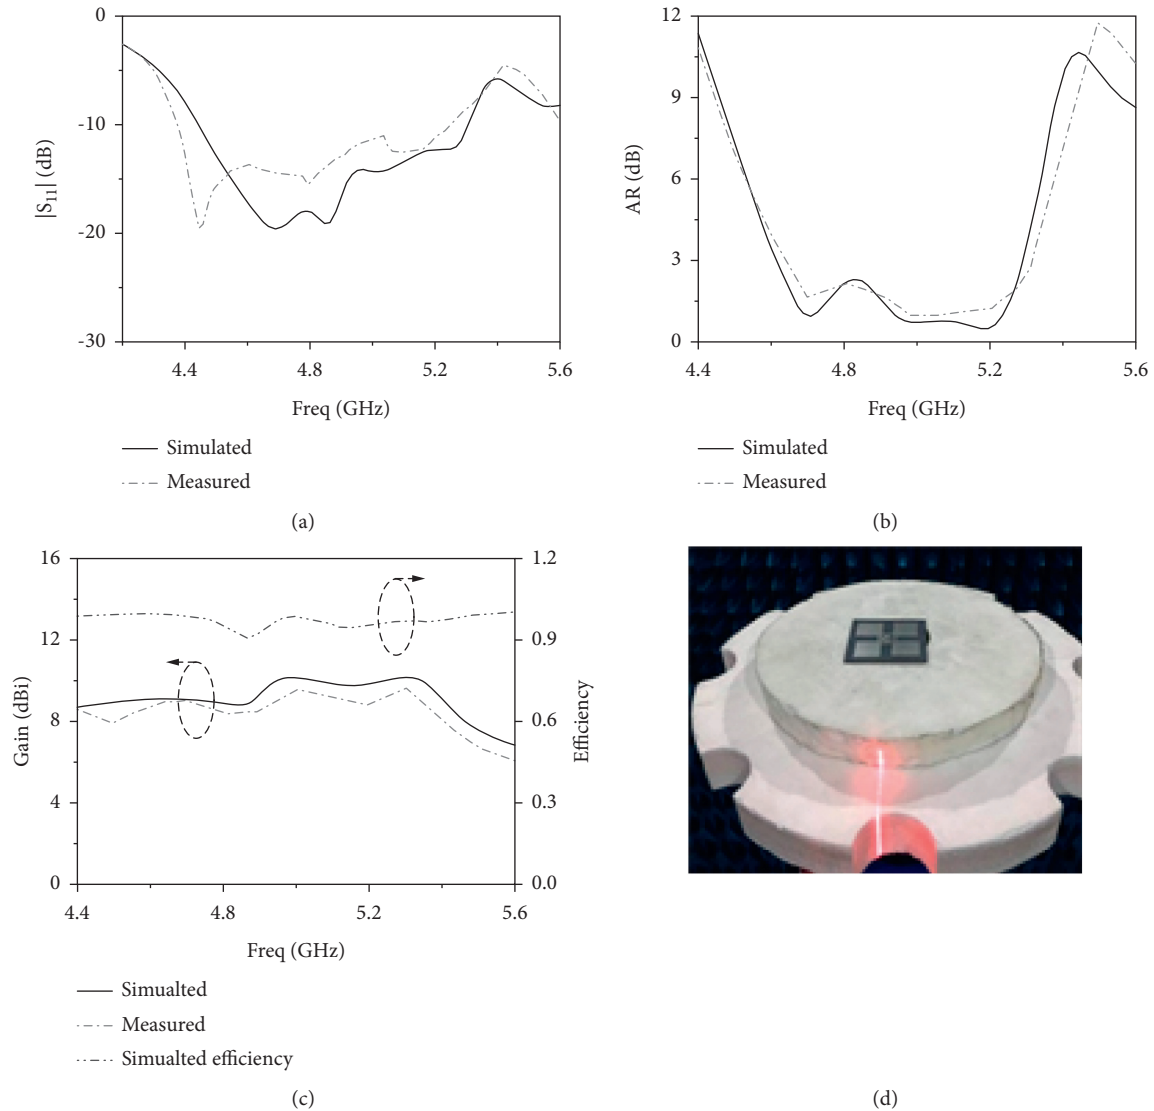 0
-10
-20
-30
|S11| (dB)
4.4 4.8 5.2 5.6
Freq (GHz)
Simulated
Measured
(a)
12
9
6
3
0
AR (dB)
4.4 4.8 5.2 5.6
Freq (GHz)
Simulated
Measured
(b)
16
12
8
4
0
Gain (dBi)
1.2
0.9
0.6
0.3
0.0
Efficiency
4.4 4.8 5.2 5.6
Freq (GHz)
Simualted
Measured
Simualted efficiency
(c)
(d)